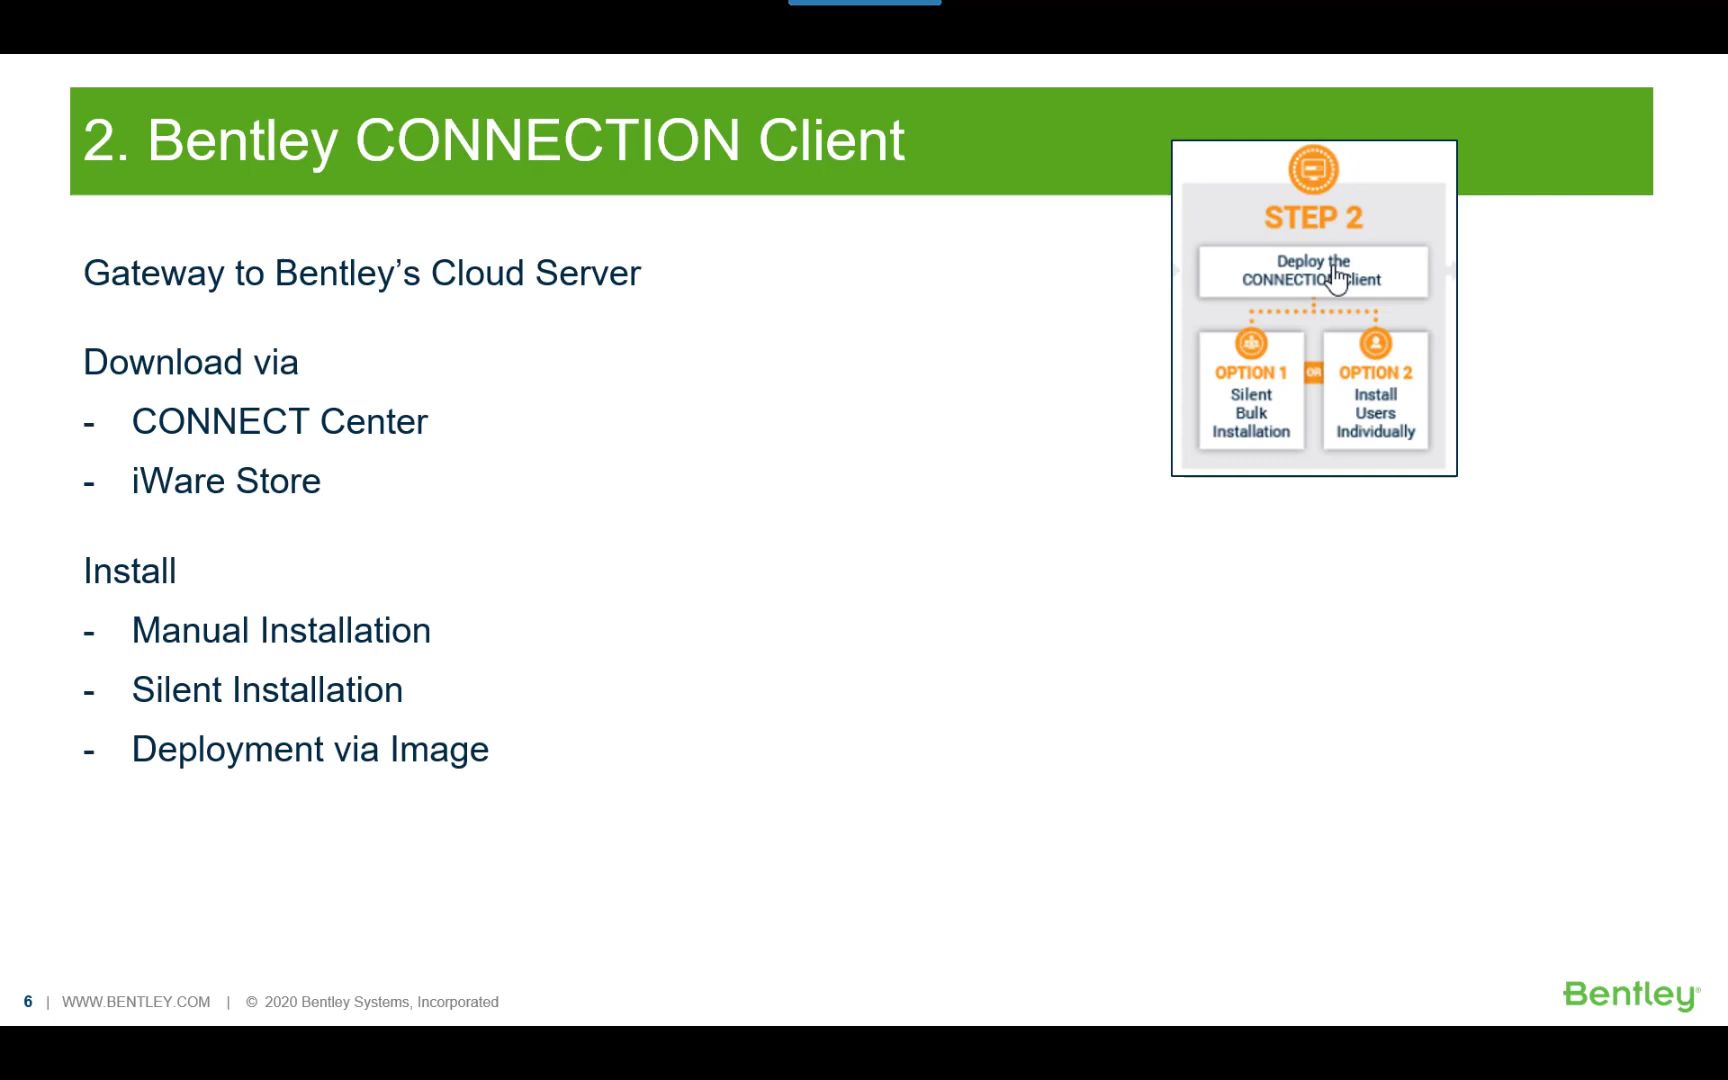 2. Bentley CONNECTION Client
STEP 2
Deploy the
CONNECTION Client
OPTION 1
Silent
Bulk
Installation
OR
OPTION 2
Install
Users
Individually
Gateway to Bentley’s Cloud Server
Download via
- CONNECT Center
- iWare Store
Install
- Manual Installation
- Silent Installation
- Deployment via Image
6 | WWW.BENTLEY.COM | © 2020 Bentley Systems, Incorporated
Bentley®